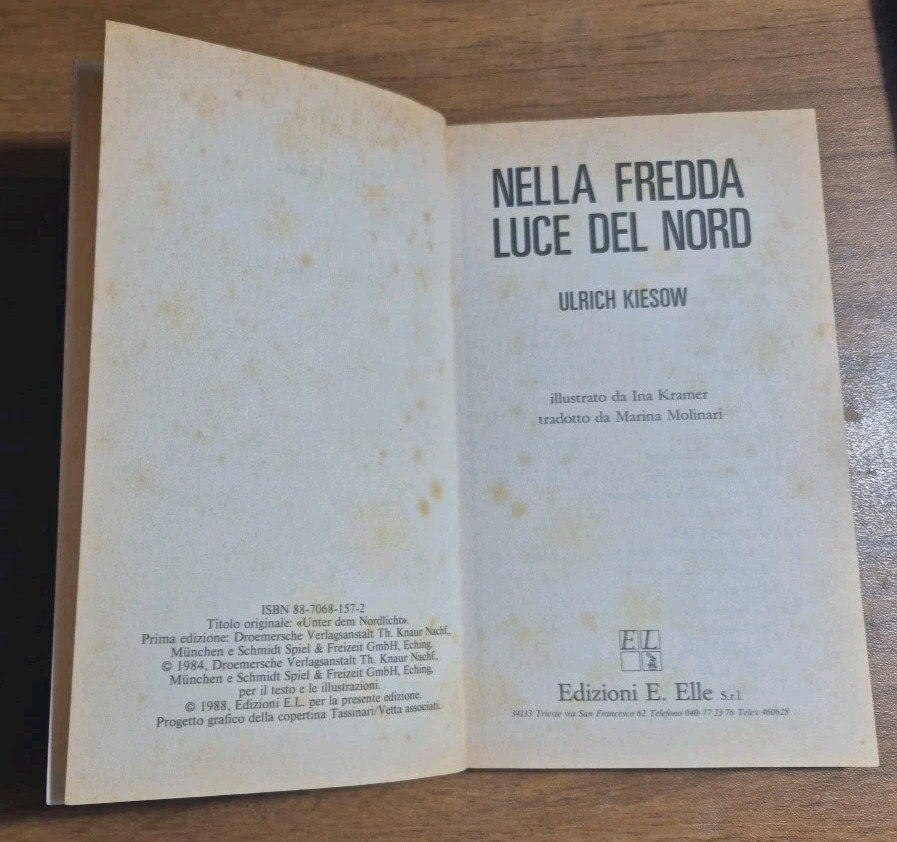 ISBN 88-7068-157-2
Titolo originale: «Unter dem Nordlicht».
Prima edizione: Droemersche Verlagsanstalt Th. Knaur Nachf.,
München e Schmidt Spiel & Freizeit GmbH, Eching.
© 1984, Droemersche Verlagsanstalt Th. Knaur Nachf.,
München e Schmidt Spiel & Freizeit GmbH, Eching,
per il testo e le illustrazioni.
© 1988, Edizioni E.L. per la presente edizione.
Progetto grafico della copertina Tassinari/Vetta associati.
NELLA FREDDA
LUCE DEL NORD
ULRICH KIESOW
illustrato da Ina Kramer
tradotto da Marina Molinari
EL
Edizioni E. Elle S.r.l.
34133 Trieste via San Francesco 62 Telefono 040-77 23 76 Telex 460628